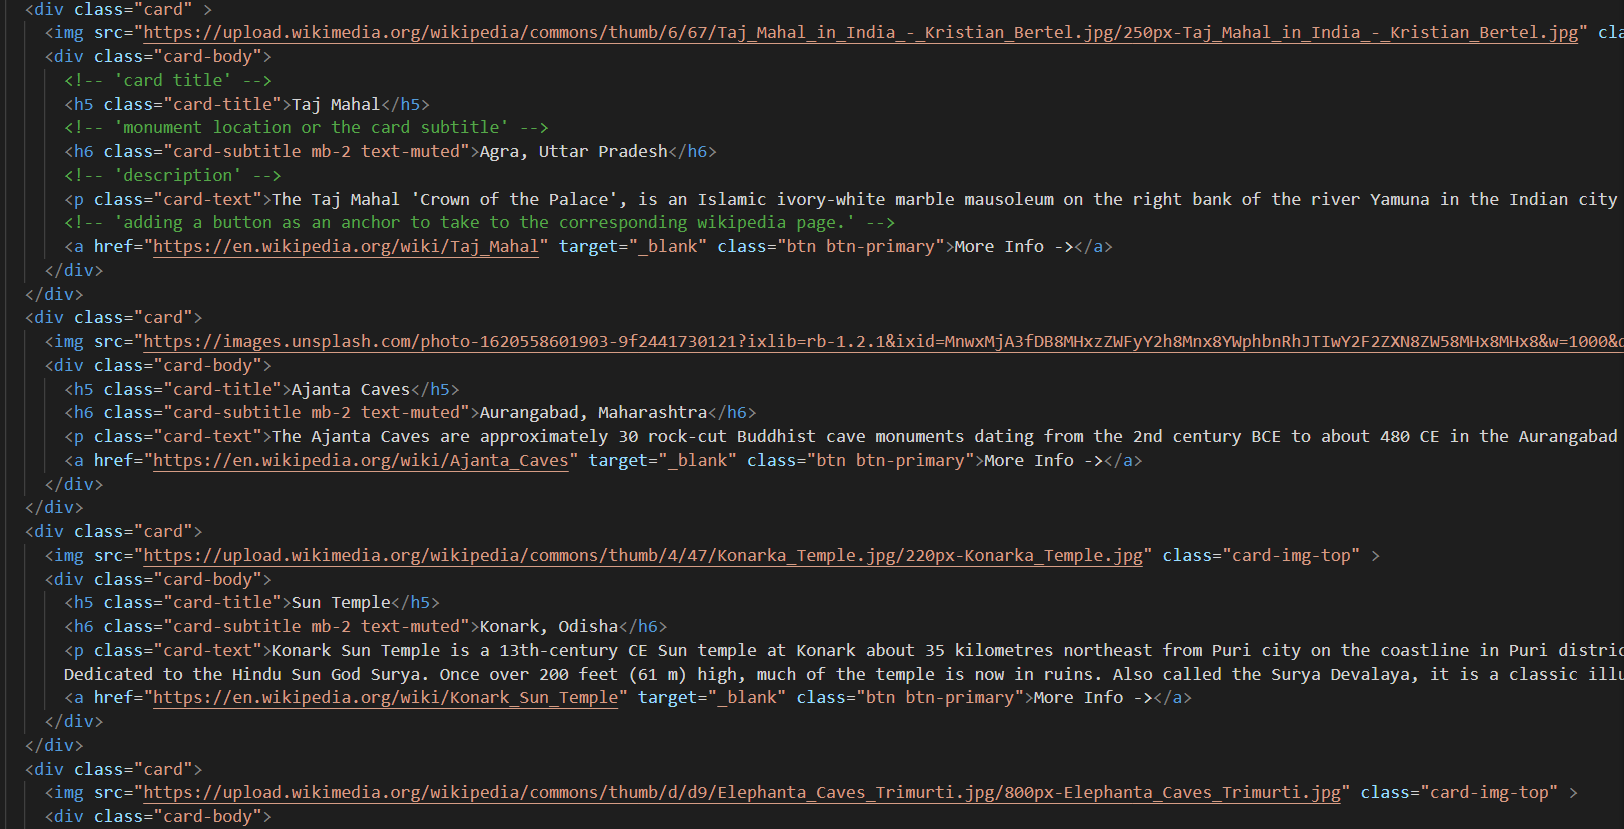 <div class="card" >
<img src="https://upload.wikimedia.org/wikipedia/commons/thumb/6/67/Taj_Mahal_in_India_-_Kristian_Bertel.jpg/250px-Taj_Mahal_in_India_-_Kristian_Bertel.jpg" cla
<div class="card-body">
<!-- 'card title' -->
<h5 class="card-title">Taj Mahal</h5>
<!-- 'monument location or the card subtitle' -->
<h6 class="card-subtitle mb-2 text-muted">Agra, Uttar Pradesh</h6>
<!-- 'description' -->
<p class="card-text">The Taj Mahal 'Crown of the Palace', is an Islamic ivory-white marble mausoleum on the right bank of the river Yamuna in the Indian city
<!-- 'adding a button as an anchor to take to the corresponding wikipedia page.' -->
<a href="https://en.wikipedia.org/wiki/Taj_Mahal" target="_blank" class="btn btn-primary">More Info -></a>
</div>
</div>
<div class="card">
<img src="https://images.unsplash.com/photo-1620558601903-9f2441730121?ixlib=rb-1.2.1&ixid=MnwxMjA3fDB8MHxzZWFyY2h8Mnx8YWphbnRhJTIwY2F2ZXN8ZW58MHx8MHx8&w=1000&q
<div class="card-body">
<h5 class="card-title">Ajanta Caves</h5>
<h6 class="card-subtitle mb-2 text-muted">Aurangabad, Maharashtra</h6>
<p class="card-text">The Ajanta Caves are approximately 30 rock-cut Buddhist cave monuments dating from the 2nd century BCE to about 480 CE in the Aurangabad
<a href="https://en.wikipedia.org/wiki/Ajanta_Caves" target="_blank" class="btn btn-primary">More Info -></a>
</div>
</div>
<div class="card">
<img src="https://upload.wikimedia.org/wikipedia/commons/thumb/4/47/Konarka_Temple.jpg/220px-Konarka_Temple.jpg" class="card-img-top" >
<div class="card-body">
<h5 class="card-title">Sun Temple</h5>
<h6 class="card-subtitle mb-2 text-muted">Konark, Odisha</h6>
<p class="card-text">Konark Sun Temple is a 13th-century CE Sun temple at Konark about 35 kilometres northeast from Puri city on the coastline in Puri distric
Dedicated to the Hindu Sun God Surya. Once over 200 feet (61 m) high, much of the temple is now in ruins. Also called the Surya Devalaya, it is a classic illu
<a href="https://en.wikipedia.org/wiki/Konark_Sun_Temple" target="_blank" class="btn btn-primary">More Info -></a>
</div>
</div>
<div class="card">
<img src="https://upload.wikimedia.org/wikipedia/commons/thumb/d/d9/Elephanta_Caves_Trimurti.jpg/800px-Elephanta_Caves_Trimurti.jpg" class="card-img-top" >
<div class="card-body">